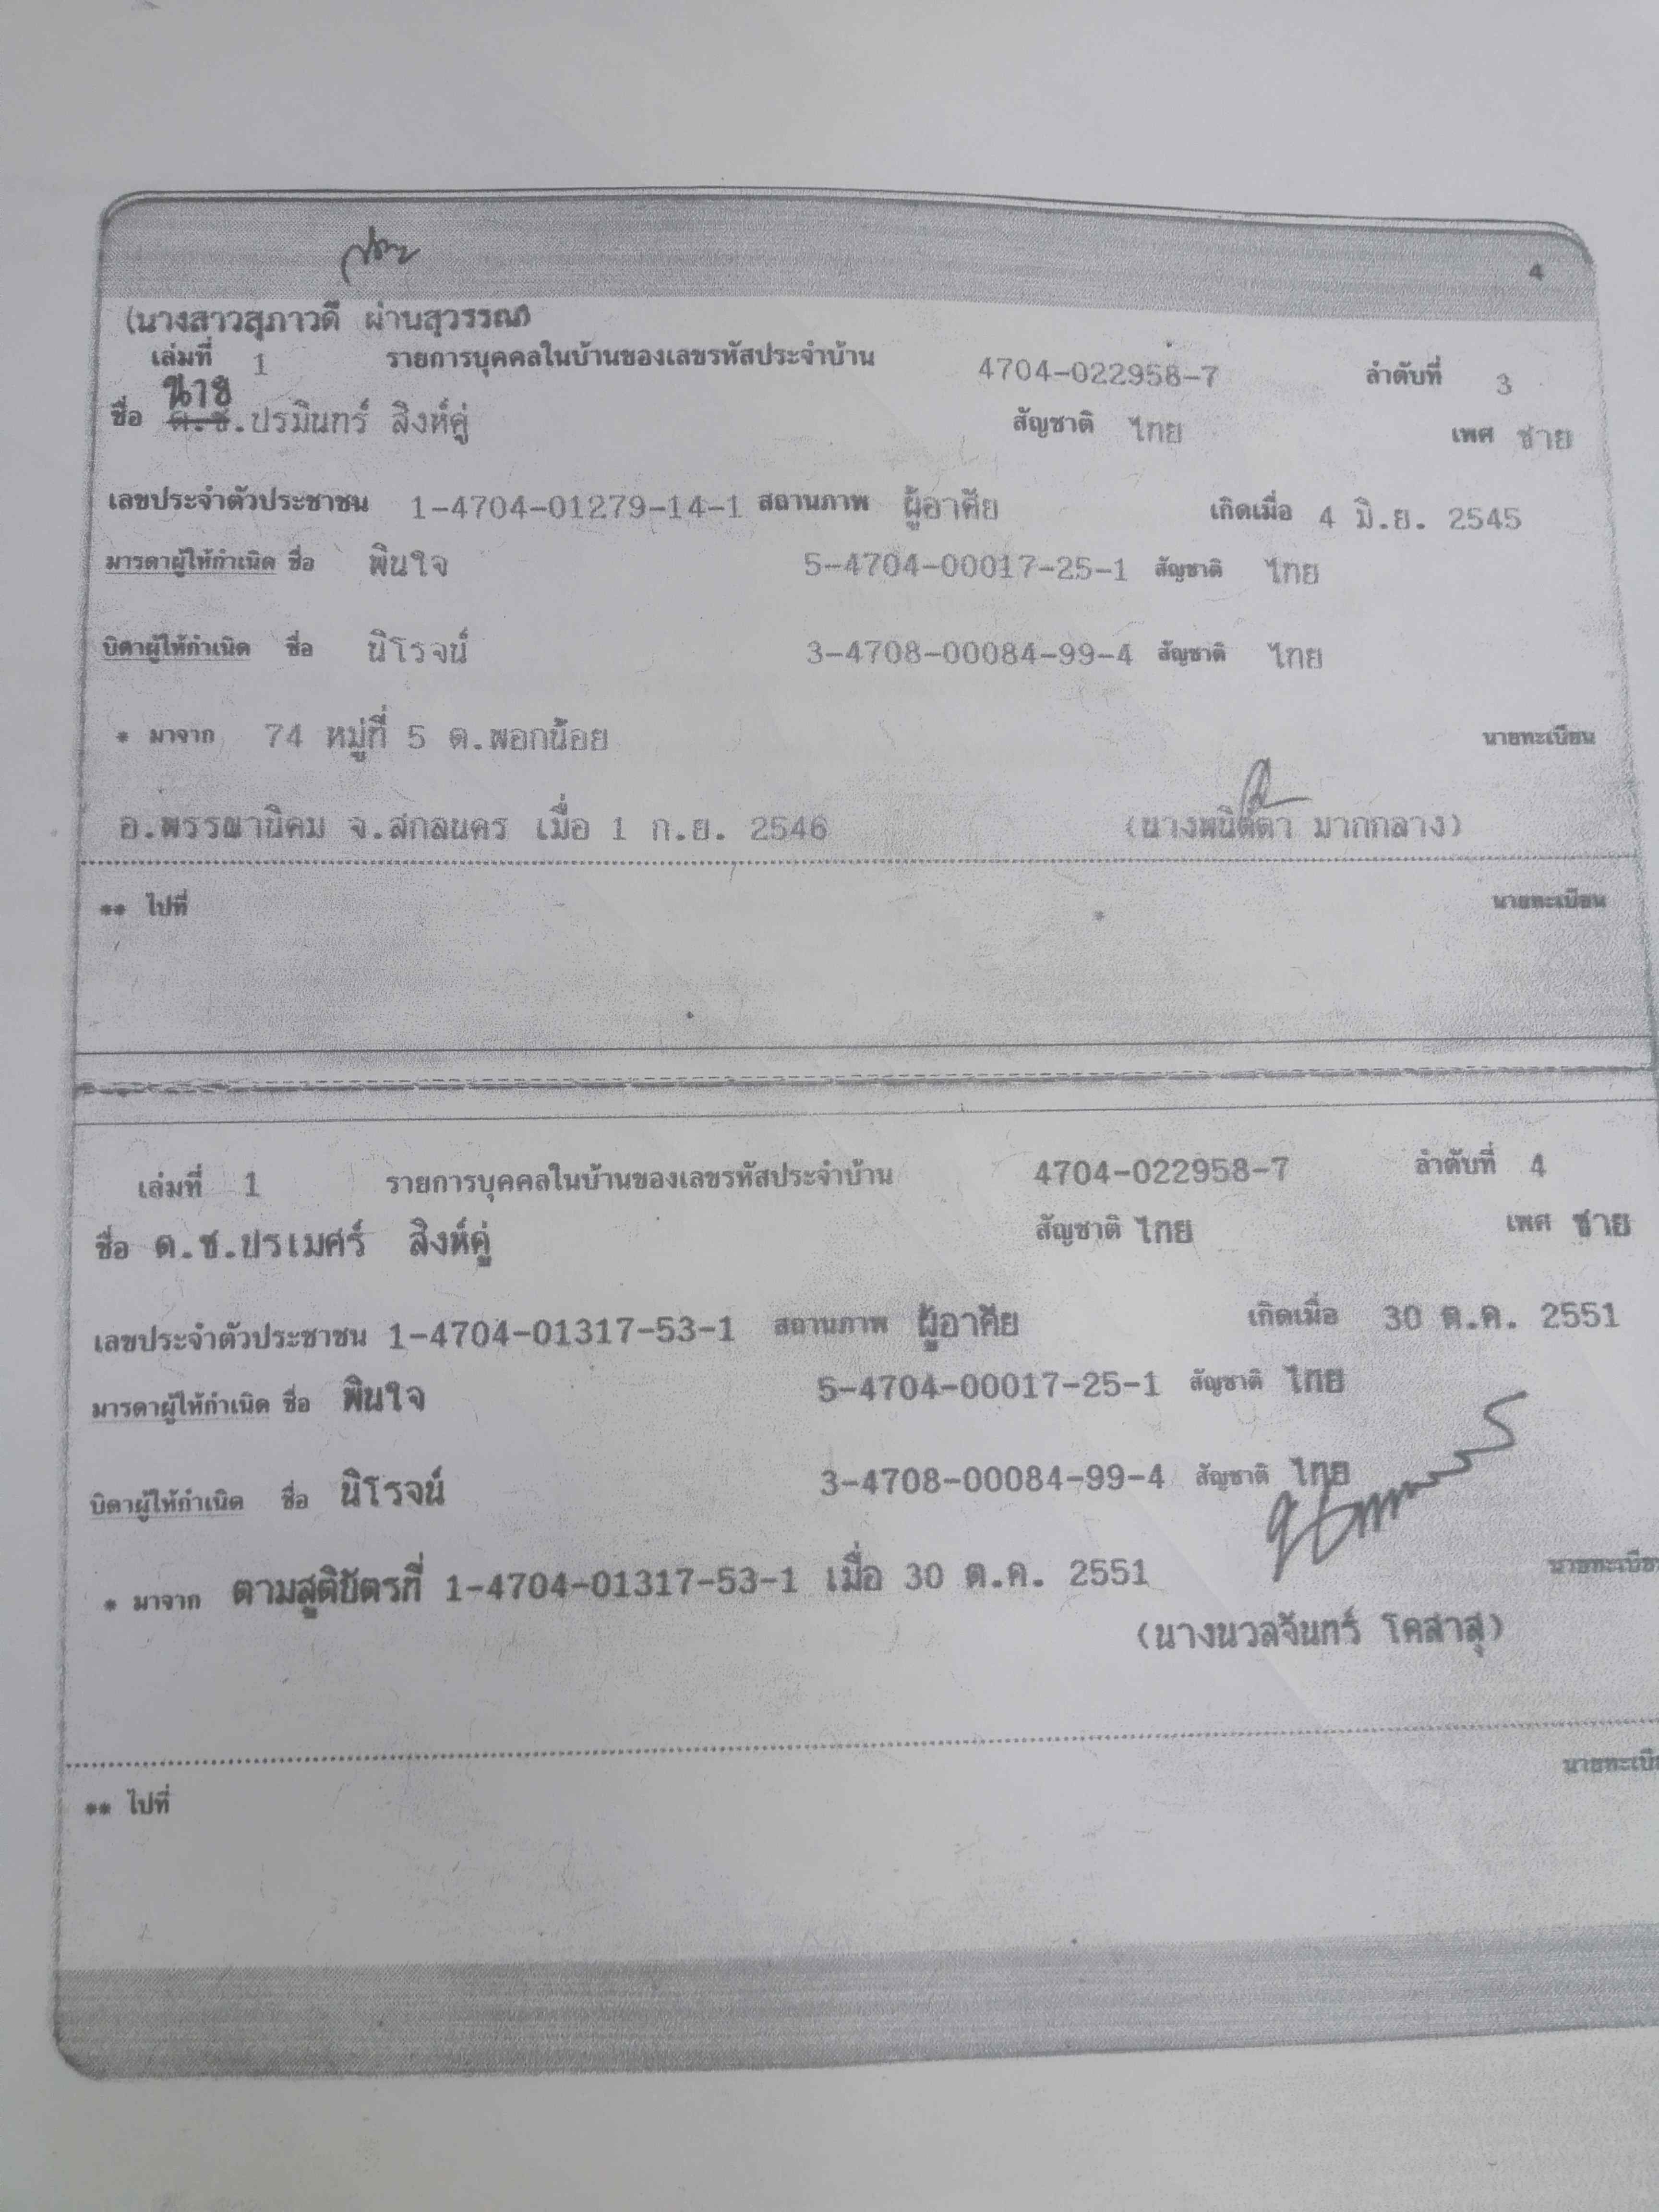 4
(นางสาวสุภาวดี ผ่านสุวรรณ)
เล่มที่ 1 รายการบุคคลในบ้านของเลขรหัสประจำบ้าน 4704-022958-7 ลำดับที่ 3
นาย
ชื่อ ด.ช.ปรมินทร์ สิงห์คู่ สัญชาติ ไทย เพศ ชาย
เลขประจำตัวประชาชน 1-4704-01279-14-1 สถานภาพ ผู้อาศัย เกิดเมื่อ 4 มิ.ย. 2545
มารดาผู้ให้กำเนิด ชื่อ พินใจ 5-4704-00017-25-1 สัญชาติ ไทย
บิดาผู้ให้กำเนิด ชื่อ นิโรจน์ 3-4708-00084-99-4 สัญชาติ ไทย
* มาจาก 74 หมู่ที่ 5 ต.พอกน้อย นายทะเบียน
อ.พรรณานิคม จ.สกลนคร เมื่อ 1 ก.ย. 2546 (นางพนิตตา มากกลาง)
** ไปที่ นายทะเบียน
เล่มที่ 1 รายการบุคคลในบ้านของเลขรหัสประจำบ้าน 4704-022958-7 ลำดับที่ 4
ชื่อ ด.ช.ปรเมศร์ สิงห์คู่ สัญชาติ ไทย เพศ ชาย
เลขประจำตัวประชาชน 1-4704-01317-53-1 สถานภาพ ผู้อาศัย เกิดเมื่อ 30 ต.ค. 2551
มารดาผู้ให้กำเนิด ชื่อ พินใจ 5-4704-00017-25-1 สัญชาติ ไทย
บิดาผู้ให้กำเนิด ชื่อ นิโรจน์ 3-4708-00084-99-4 สัญชาติ ไทย
* มาจาก ตามสูติบัตรที่ 1-4704-01317-53-1 เมื่อ 30 ต.ค. 2551 นายทะเบียน
(นางนวลจันทร์ โคสาสุ)
** ไปที่ นายทะเบี